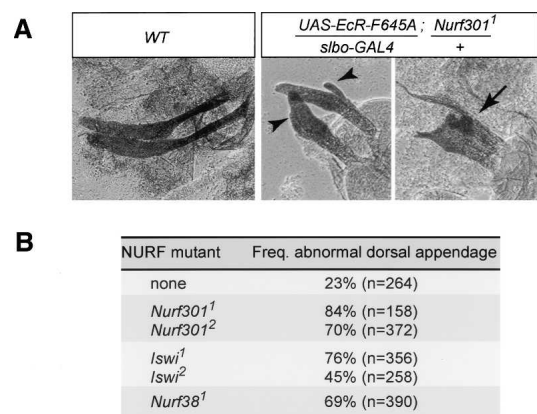 A
WT
UAS-EcR-F645A ; Nurf301¹
slbo-GAL4 +
B
NURF mutant Freq. abnormal dorsal appendage
none 23% (n=264)
Nurf301¹ 84% (n=158)
Nurf301² 70% (n=372)
Iswi¹ 76% (n=356)
Iswi² 45% (n=258)
Nurf38¹ 69% (n=390)